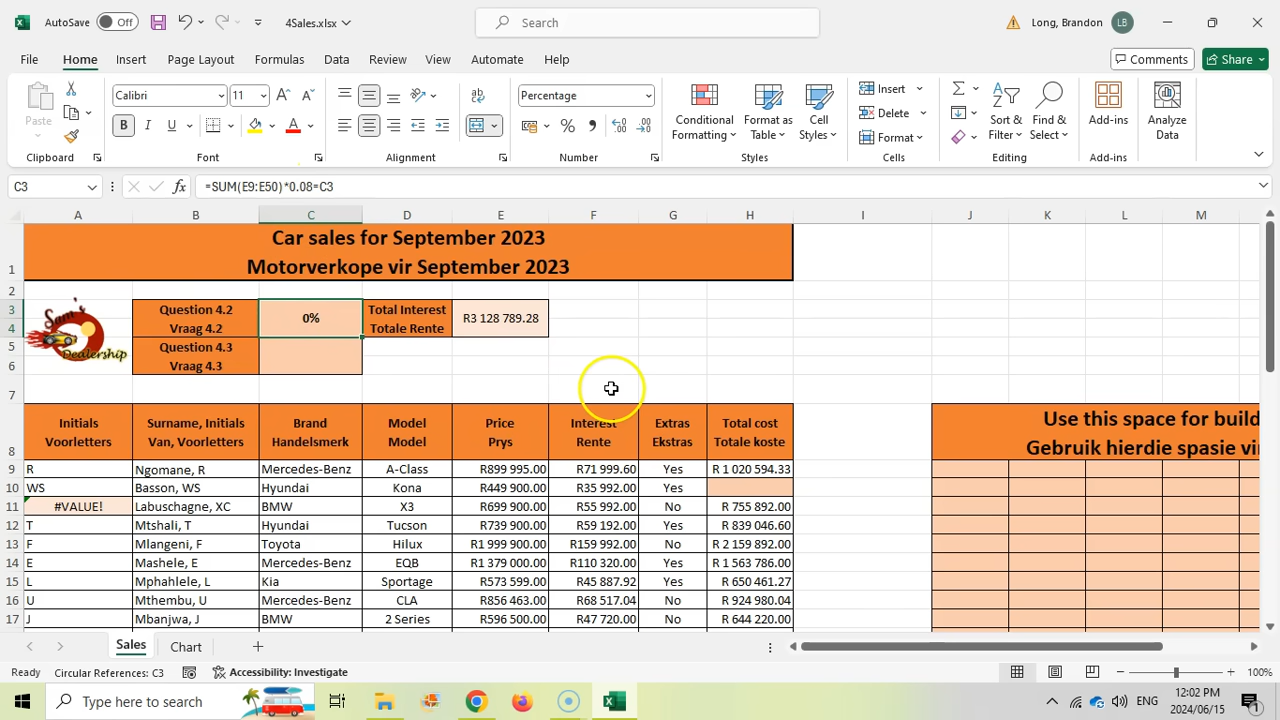 AutoSave Off 4Sales.xlsx Search Long, Brandon LB
File Home Insert Page Layout Formulas Data Review View Automate Help Comments Share
Paste Calibri 11 Percentage Conditional Formatting Format as Table Cell Styles Insert Delete Format Sort & Filter Find & Select Add-ins Analyze Data
Clipboard Font Alignment Number Styles Cells Editing Add-ins
C3 =SUM(E9:E50)*0.08=C3
A B C D E F G H I J K L M
1 Car sales for September 2023
Motorverkope vir September 2023
2
Sam's Dealership
3 Question 4.2 0% Total Interest R3 128 789.28
4 Vraag 4.2 Totale Rente
5 Question 4.3
6 Vraag 4.3
7
Initials Surname, Initials Brand Model Price Interest Extras Total cost Use this space for build
8 Voorletters Van, Voorletters Handelsmerk Model Prys Rente Ekstras Totale koste Gebruik hierdie spasie vi
9 R Ngomane, R Mercedes-Benz A-Class R899 995.00 R71 999.60 Yes R 1 020 594.33
10 WS Basson, WS Hyundai Kona R449 900.00 R35 992.00 Yes
11 #VALUE! Labuschagne, XC BMW X3 R699 900.00 R55 992.00 No R 755 892.00
12 T Mtshali, T Hyundai Tucson R739 900.00 R59 192.00 Yes R 839 046.60
13 F Mlangeni, F Toyota Hilux R1 999 900.00 R159 992.00 No R 2 159 892.00
14 E Mashele, E Mercedes-Benz EQB R1 379 000.00 R110 320.00 Yes R 1 563 786.00
15 L Mphahlele, L Kia Sportage R573 599.00 R45 887.92 Yes R 650 461.27
16 U Mthembu, U Mercedes-Benz CLA R856 463.00 R68 517.04 No R 924 980.04
17 J Mbanjwa, J BMW 2 Series R596 500.00 R47 720.00 No R 644 220.00
Sales Chart
Ready Circular References: C3 Accessibility: Investigate 100%
Type here to search ENG 12:02 PM 2024/06/15